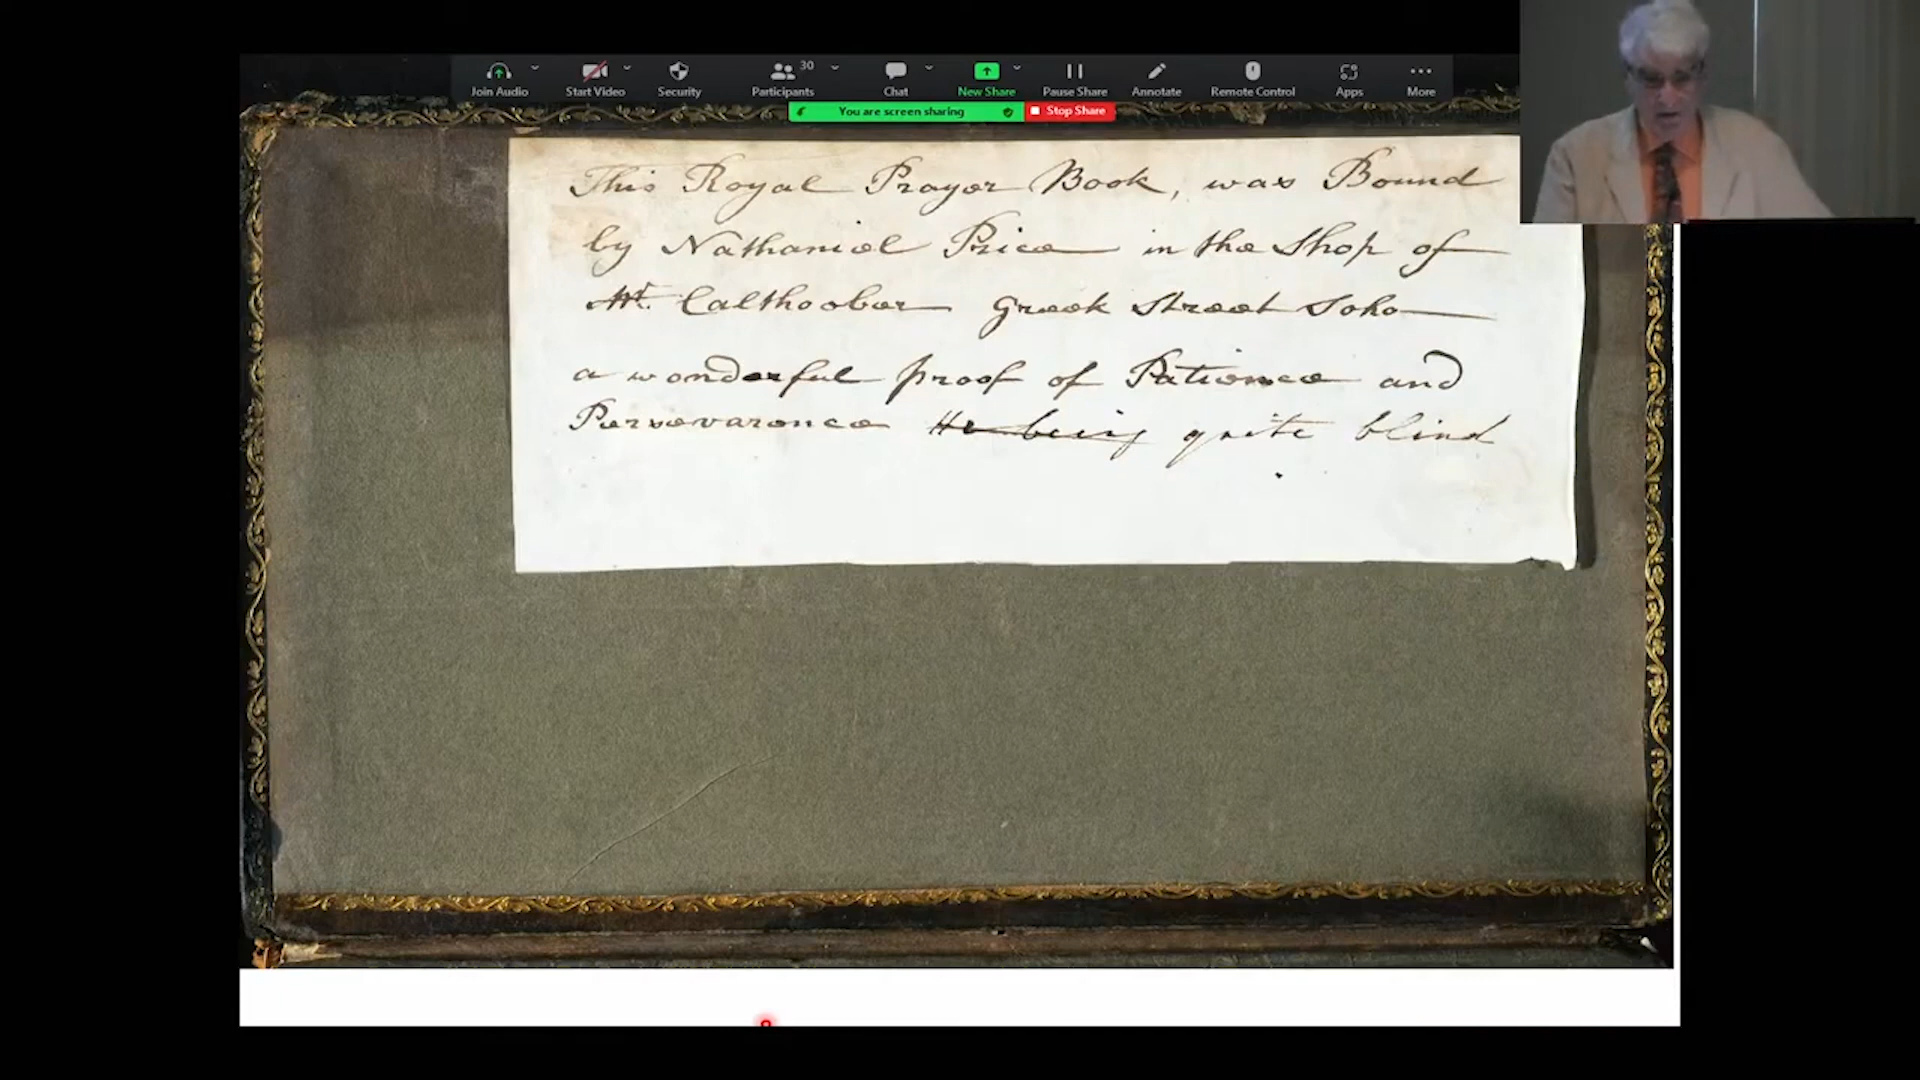 30
Join Audio Start Video Security Participants Chat New Share Pause Share Annotate Remote Control Apps More
You are screen sharing Stop Share
This Royal Prayer Book, was Bound
by Nathaniel Price in the Shop of
Mr. Calthoober Greek Street Soho
a wonderful proof of Patience and
Perseverance He being quite blind